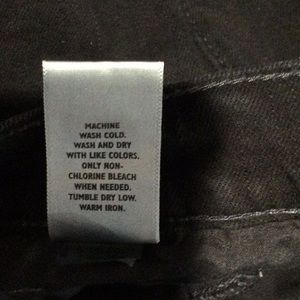 MACHINE
WASH COLD.
WASH AND DRY
WITH LIKE COLORS.
ONLY NON-
CHLORINE BLEACH
WHEN NEEDED.
TUMBLE DRY LOW.
WARM IRON.